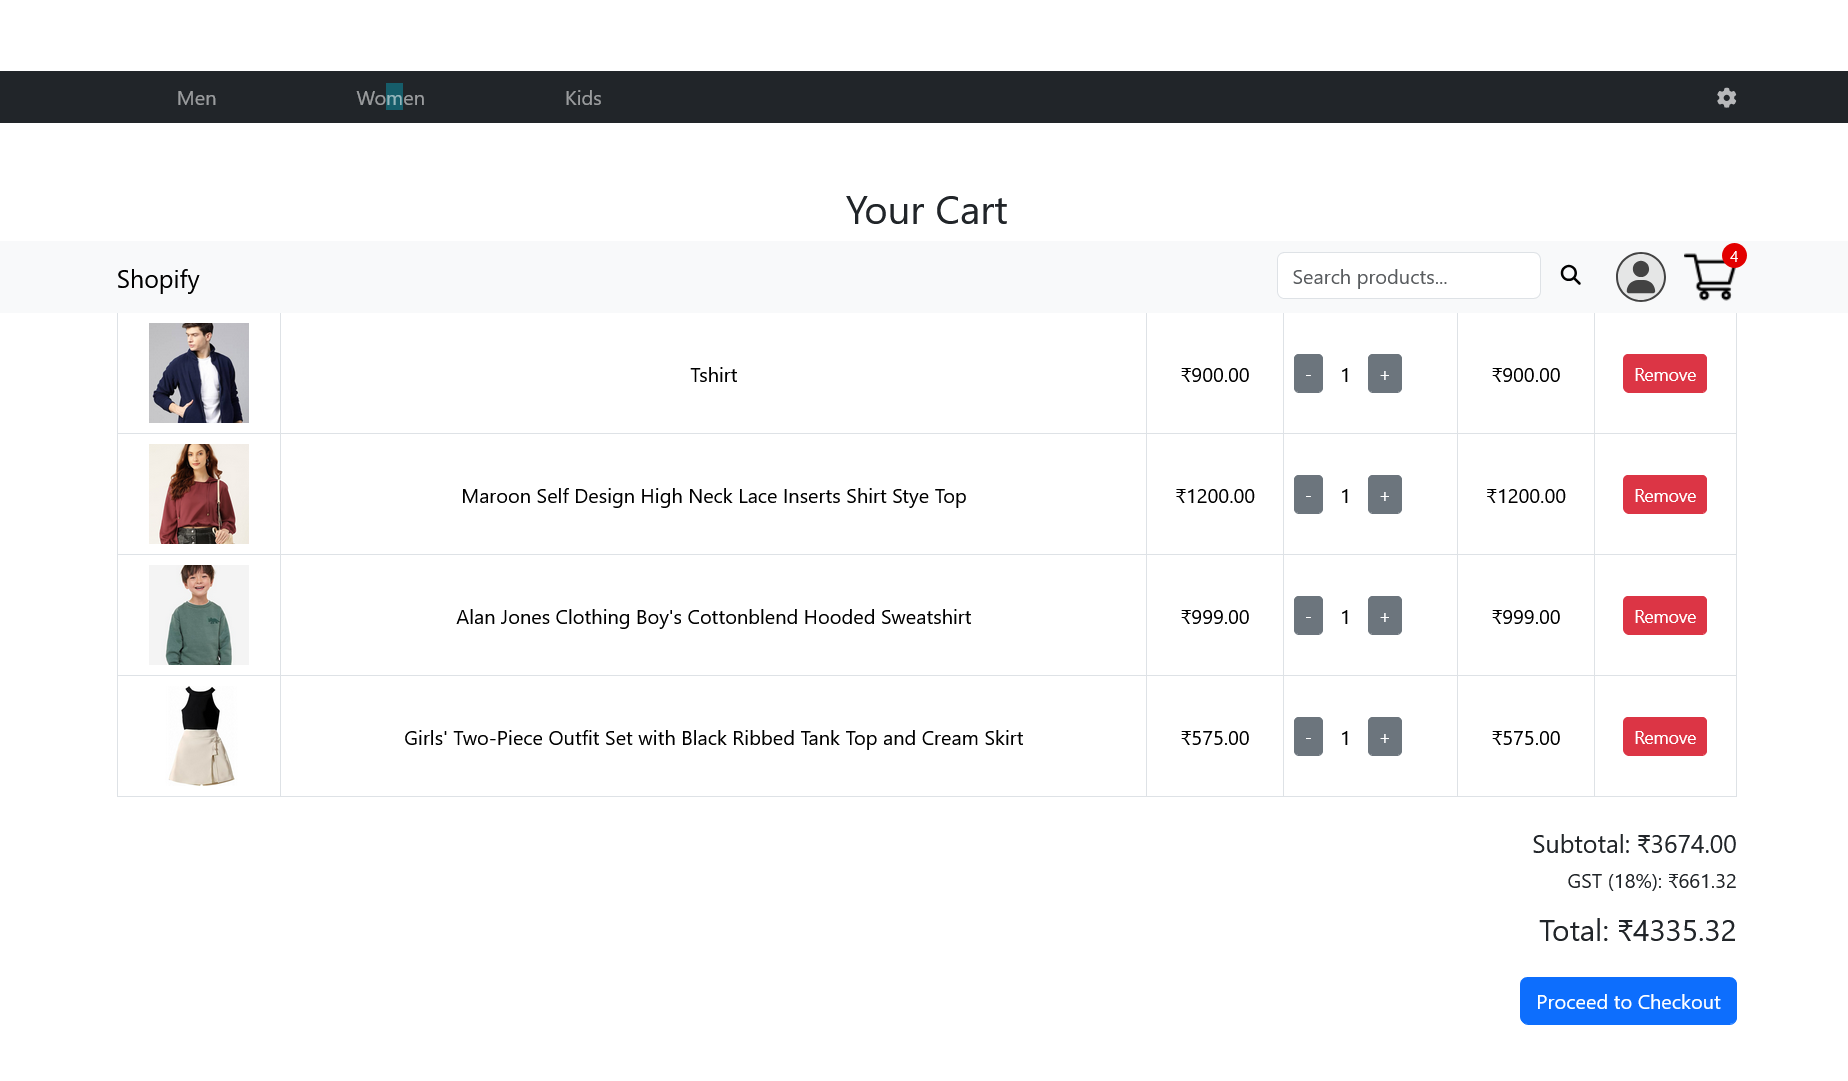 Men Women Kids
Your Cart
Shopify Search products... 4
Tshirt ₹900.00 - 1 + ₹900.00 Remove
Maroon Self Design High Neck Lace Inserts Shirt Stye Top ₹1200.00 - 1 + ₹1200.00 Remove
Alan Jones Clothing Boy's Cottonblend Hooded Sweatshirt ₹999.00 - 1 + ₹999.00 Remove
Girls' Two-Piece Outfit Set with Black Ribbed Tank Top and Cream Skirt ₹575.00 - 1 + ₹575.00 Remove
Subtotal: ₹3674.00
GST (18%): ₹661.32
Total: ₹4335.32
Proceed to Checkout